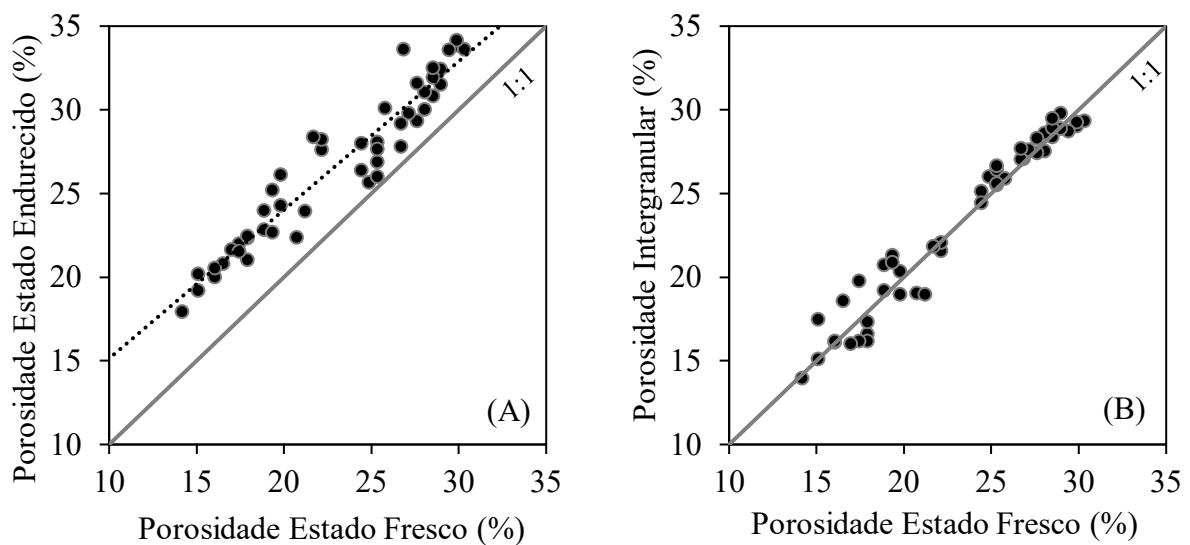 Porosidade Estado Endurecido (%)
35
30
25
20
15
10
1:1
(A)
10 15 20 25 30 35
Porosidade Estado Fresco (%)
Porosidade Intergranular (%)
35
30
25
20
15
10
1:1
(B)
10 15 20 25 30 35
Porosidade Estado Fresco (%)